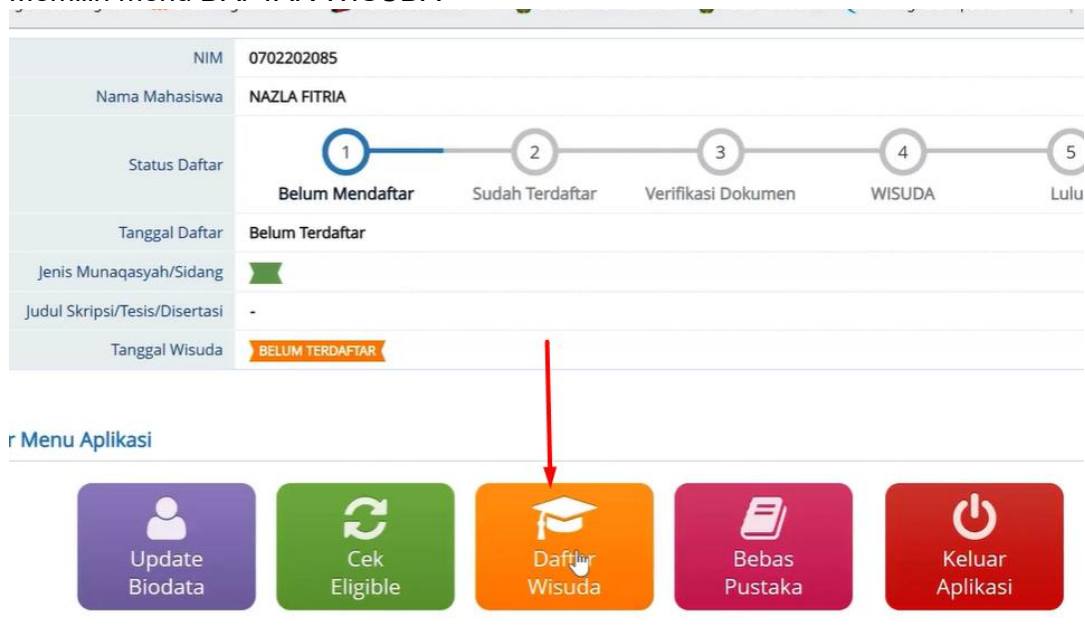 NIM 0702202085
Nama Mahasiswa NAZLA FITRIA
Status Daftar
1 2 3 4 5
Belum Mendaftar Sudah Terdaftar Verifikasi Dokumen WISUDA Lulu
Tanggal Daftar Belum Terdaftar
Jenis Munaqasyah/Sidang
Judul Skripsi/Tesis/Disertasi -
Tanggal Wisuda BELUM TERDAFTAR
r Menu Aplikasi
Update Cek Daftar Bebas Keluar
Biodata Eligible Wisuda Pustaka Aplikasi